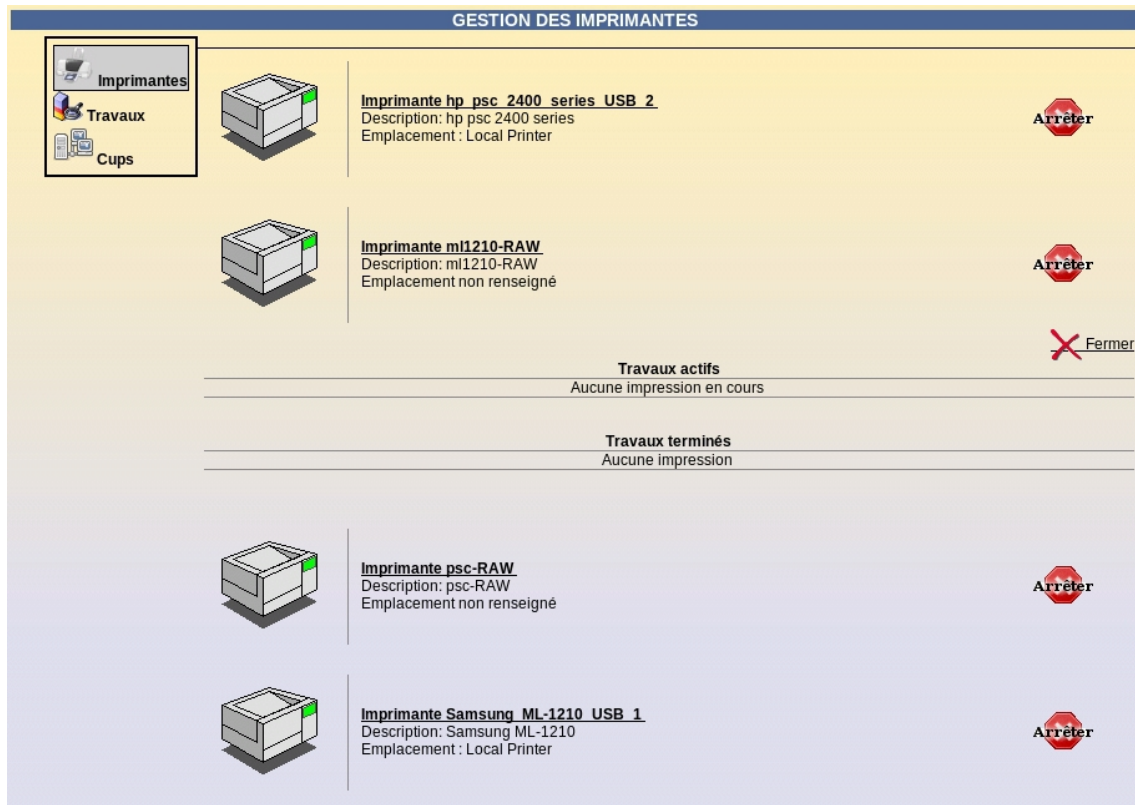 GESTION DES IMPRIMANTES
Imprimantes
Travaux
Cups
Imprimante hp_psc_2400_series_USB_2
Description: hp psc 2400 series
Emplacement : Local Printer
Arrêter
Imprimante ml1210-RAW
Description: ml1210-RAW
Emplacement non renseigné
Arrêter
Fermer
Travaux actifs
Aucune impression en cours
Travaux terminés
Aucune impression
Imprimante psc-RAW
Description: psc-RAW
Emplacement non renseigné
Arrêter
Imprimante Samsung_ML-1210_USB_1
Description: Samsung ML-1210
Emplacement : Local Printer
Arrêter